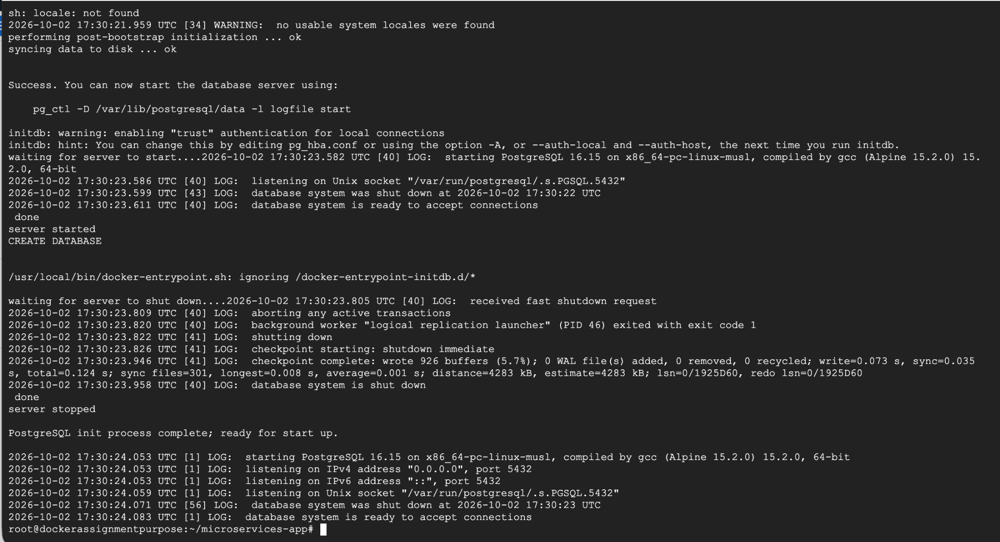 sh: locale: not found
2026-10-02 17:30:21.959 UTC [34] WARNING:  no usable system locales were found
performing post-bootstrap initialization ... ok
syncing data to disk ... ok
Success. You can now start the database server using:
    pg_ctl -D /var/lib/postgresql/data -l logfile start
initdb: warning: enabling "trust" authentication for local connections
initdb: hint: You can change this by editing pg_hba.conf or using the option -A, or --auth-local and --auth-host, the next time you run initdb.
waiting for server to start....2026-10-02 17:30:23.582 UTC [40] LOG:  starting PostgreSQL 16.15 on x86_64-pc-linux-musl, compiled by gcc (Alpine 15.2.0) 15.
2.0, 64-bit
2026-10-02 17:30:23.586 UTC [40] LOG:  listening on Unix socket "/var/run/postgresql/.s.PGSQL.5432"
2026-10-02 17:30:23.599 UTC [43] LOG:  database system was shut down at 2026-10-02 17:30:22 UTC
2026-10-02 17:30:23.611 UTC [40] LOG:  database system is ready to accept connections
 done
server started
CREATE DATABASE
/usr/local/bin/docker-entrypoint.sh: ignoring /docker-entrypoint-initdb.d/*
waiting for server to shut down....2026-10-02 17:30:23.805 UTC [40] LOG:  received fast shutdown request
2026-10-02 17:30:23.809 UTC [40] LOG:  aborting any active transactions
2026-10-02 17:30:23.820 UTC [40] LOG:  background worker "logical replication launcher" (PID 46) exited with exit code 1
2026-10-02 17:30:23.822 UTC [41] LOG:  shutting down
2026-10-02 17:30:23.826 UTC [41] LOG:  checkpoint starting: shutdown immediate
2026-10-02 17:30:23.946 UTC [41] LOG:  checkpoint complete: wrote 926 buffers (5.7%); 0 WAL file(s) added, 0 removed, 0 recycled; write=0.073 s, sync=0.035
s, total=0.124 s; sync files=301, longest=0.008 s, average=0.001 s; distance=4283 kB, estimate=4283 kB; lsn=0/1925D60, redo lsn=0/1925D60
2026-10-02 17:30:23.958 UTC [40] LOG:  database system is shut down
 done
server stopped
PostgreSQL init process complete; ready for start up.
2026-10-02 17:30:24.053 UTC [1] LOG:  starting PostgreSQL 16.15 on x86_64-pc-linux-musl, compiled by gcc (Alpine 15.2.0) 15.2.0, 64-bit
2026-10-02 17:30:24.053 UTC [1] LOG:  listening on IPv4 address "0.0.0.0", port 5432
2026-10-02 17:30:24.053 UTC [1] LOG:  listening on IPv6 address "::", port 5432
2026-10-02 17:30:24.059 UTC [1] LOG:  listening on Unix socket "/var/run/postgresql/.s.PGSQL.5432"
2026-10-02 17:30:24.071 UTC [56] LOG:  database system was shut down at 2026-10-02 17:30:23 UTC
2026-10-02 17:30:24.083 UTC [1] LOG:  database system is ready to accept connections
root@dockerassignmentpurpose:~/microservices-app#